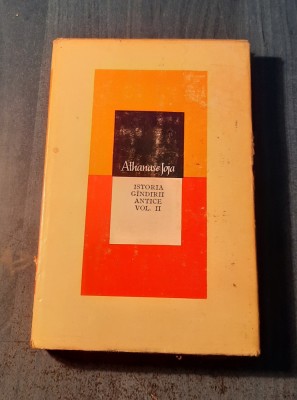 Athanase Joja
ISTORIA
GÎNDIRII
ANTICE
VOL. II